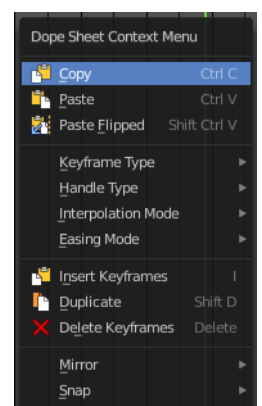 Dope Sheet Context Menu
Copy Ctrl C
Paste Ctrl V
Paste Flipped Shift Ctrl V
Keyframe Type
Handle Type
Interpolation Mode
Easing Mode
Insert Keyframes I
Duplicate Shift D
Delete Keyframes Delete
Mirror
Snap